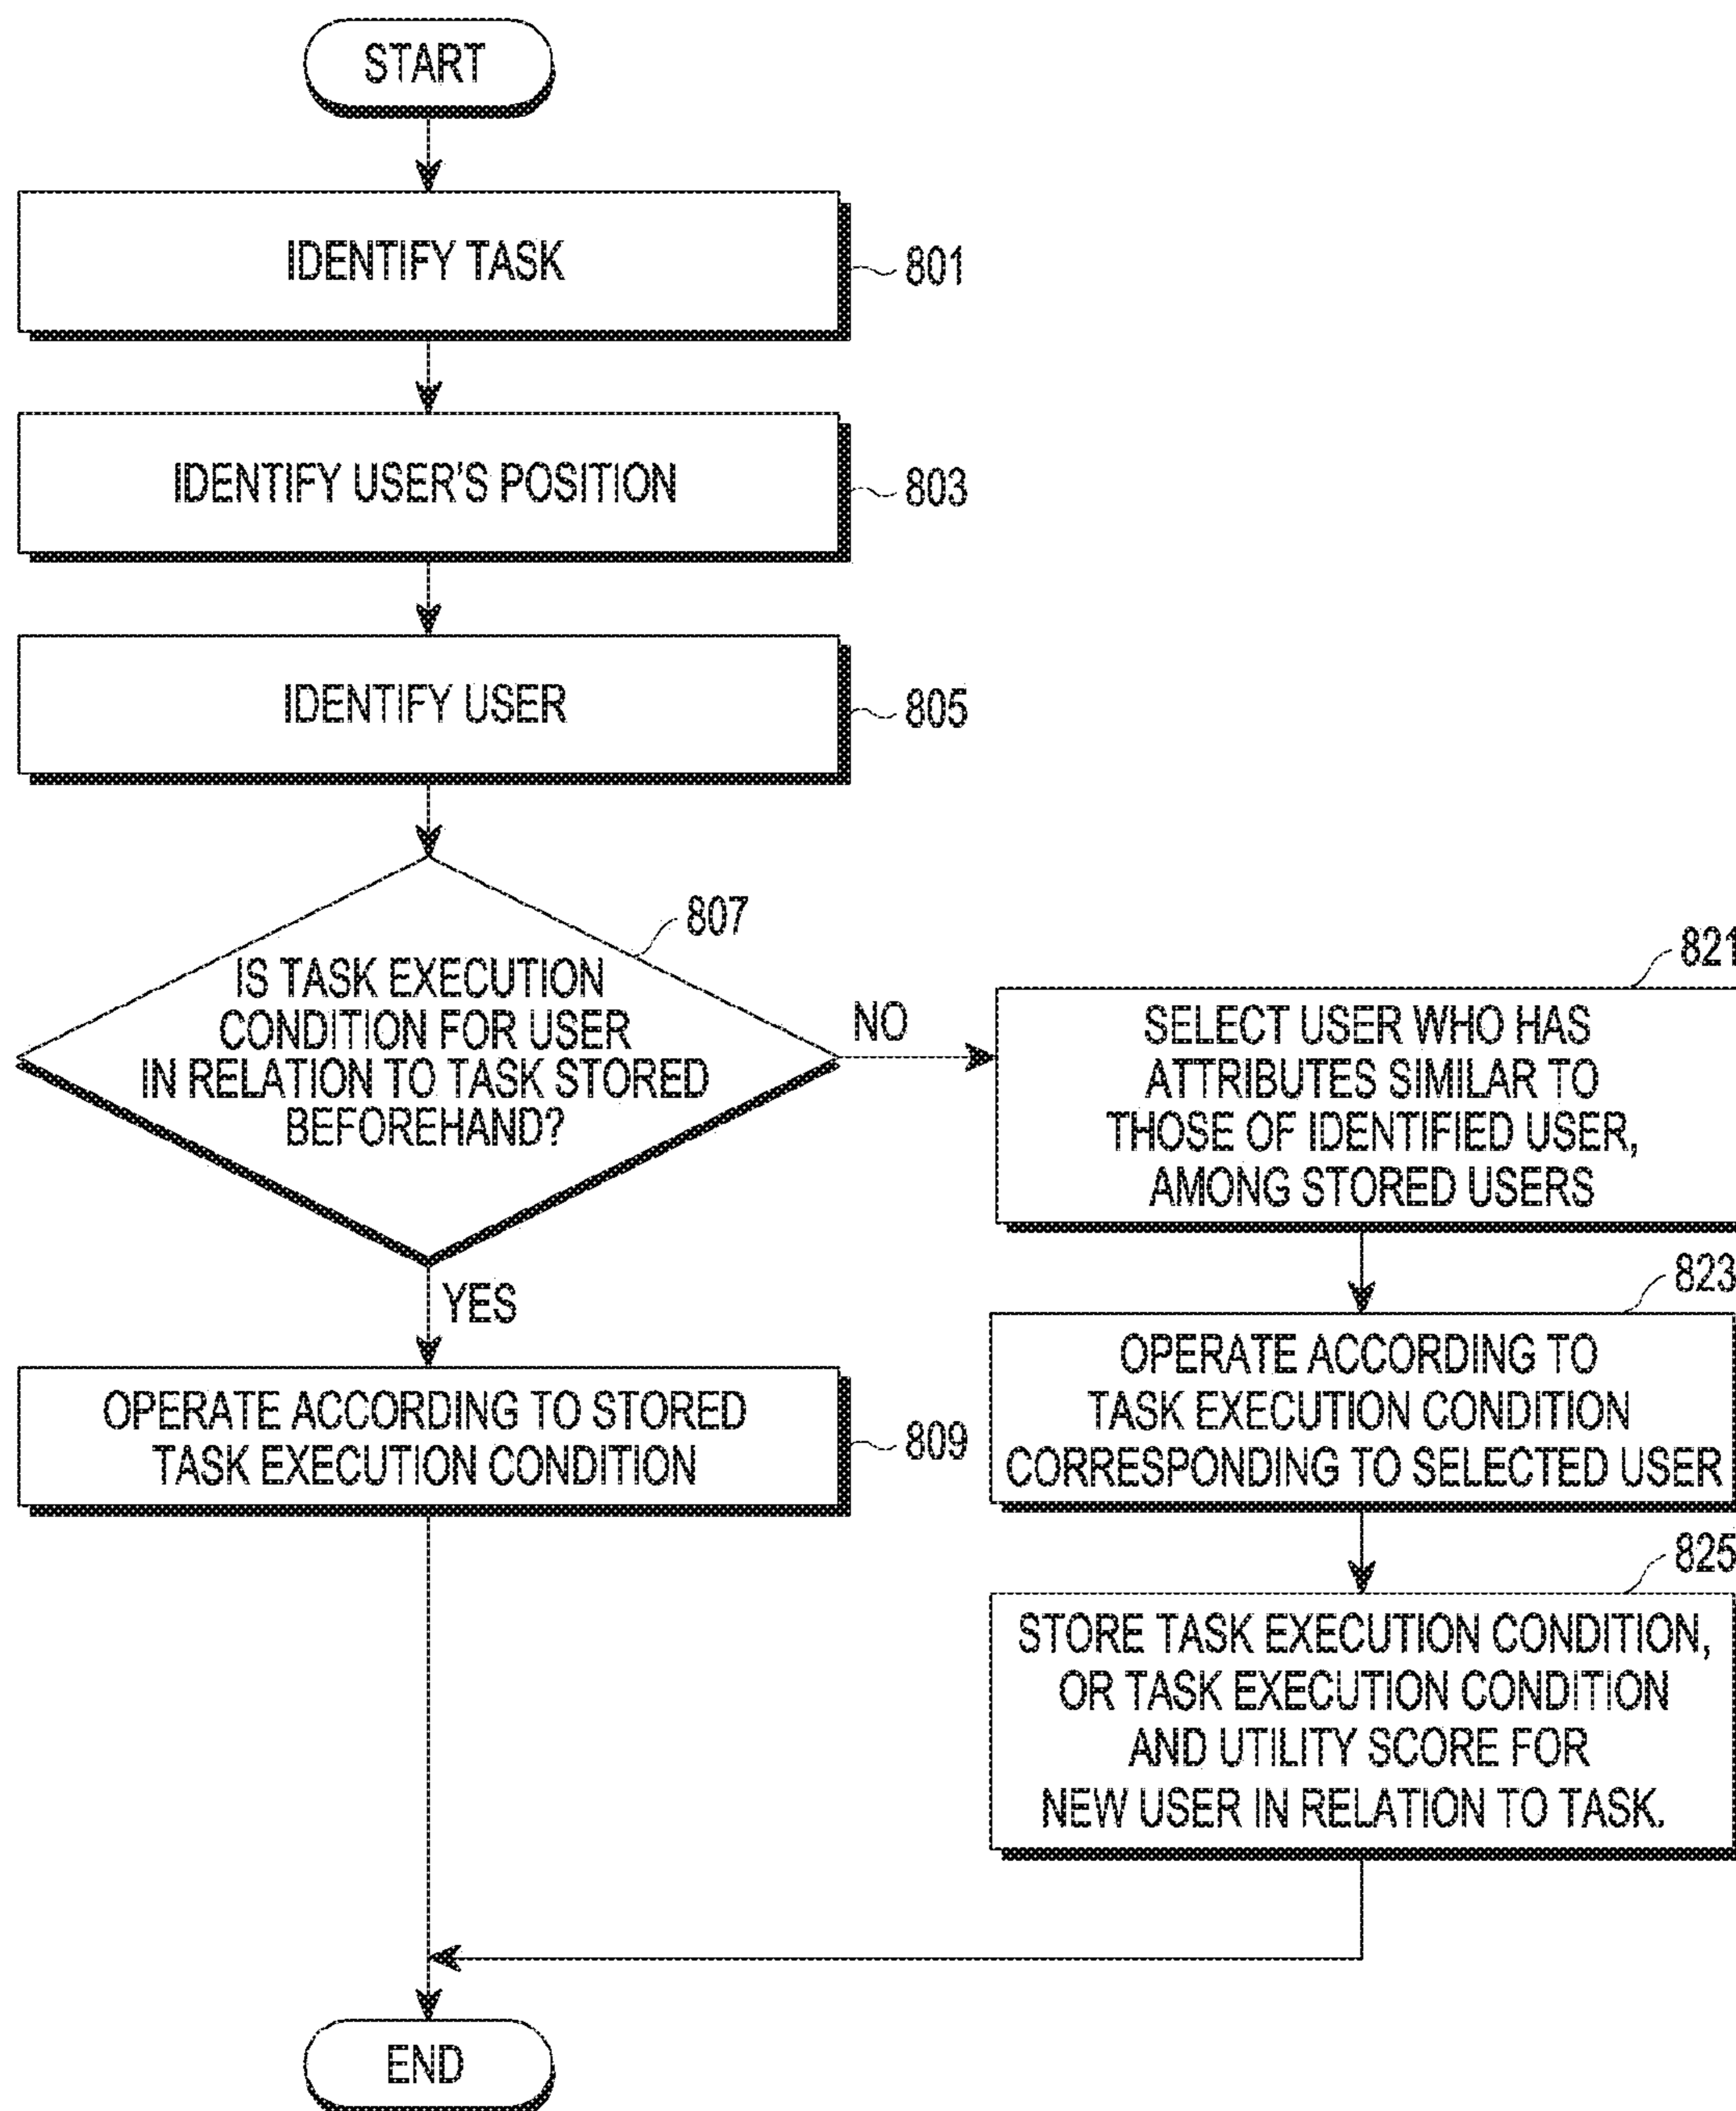 START
IDENTIFY TASK
801
IDENTIFY USER'S POSITION
803
IDENTIFY USER
805
807
IS TASK EXECUTION
CONDITION FOR USER
IN RELATION TO TASK STORED
BEFOREHAND?
NO
YES
OPERATE ACCORDING TO STORED
TASK EXECUTION CONDITION
809
821
SELECT USER WHO HAS
ATTRIBUTES SIMILAR TO
THOSE OF IDENTIFIED USER,
AMONG STORED USERS
823
OPERATE ACCORDING TO
TASK EXECUTION CONDITION
CORRESPONDING TO SELECTED USER
825
STORE TASK EXECUTION CONDITION,
OR TASK EXECUTION CONDITION
AND UTILITY SCORE FOR
NEW USER IN RELATION TO TASK.
END